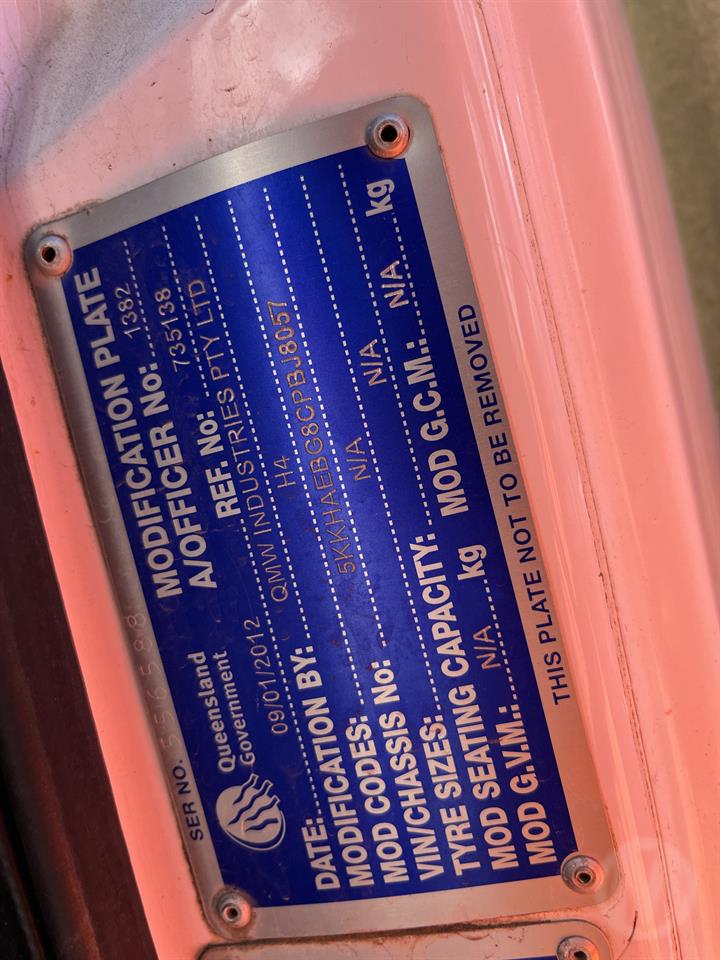 SER NO. 556588
MODIFICATION PLATE
A/OFFICER No: 1382
REF. No: 735138
Queensland
Government
DATE: 09/01/2012
MODIFICATION BY: QMW INDUSTRIES PTY LTD
MOD CODES: H4
VIN/CHASSIS No: 5KKHAEBG8CPBJ8057
TYRE SIZES: N/A
MOD SEATING CAPACITY: N/A
MOD G.V.M.: N/A kg MOD G.C.M.: N/A kg
THIS PLATE NOT TO BE REMOVED